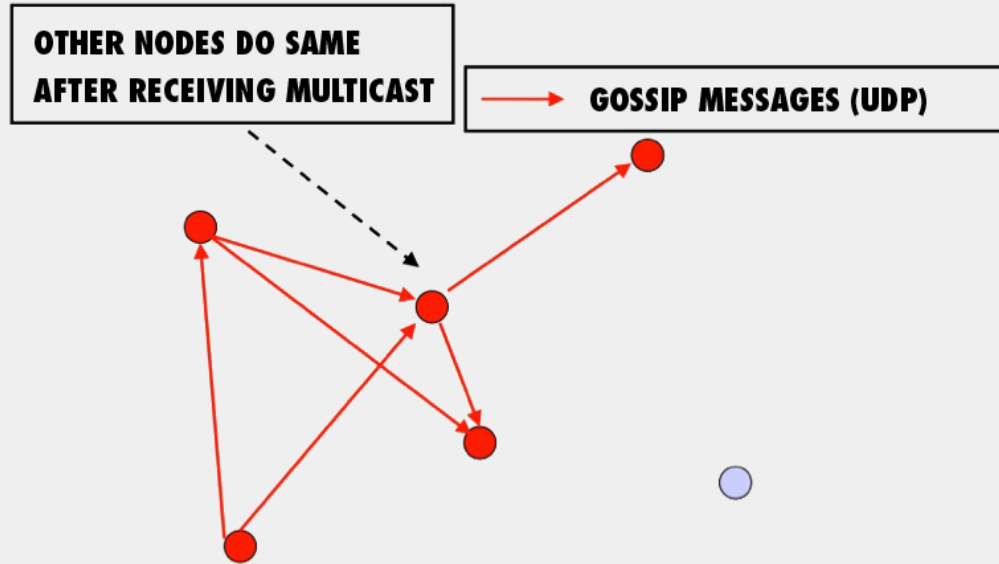 OTHER NODES DO SAME
AFTER RECEIVING MULTICAST
GOSSIP MESSAGES (UDP)